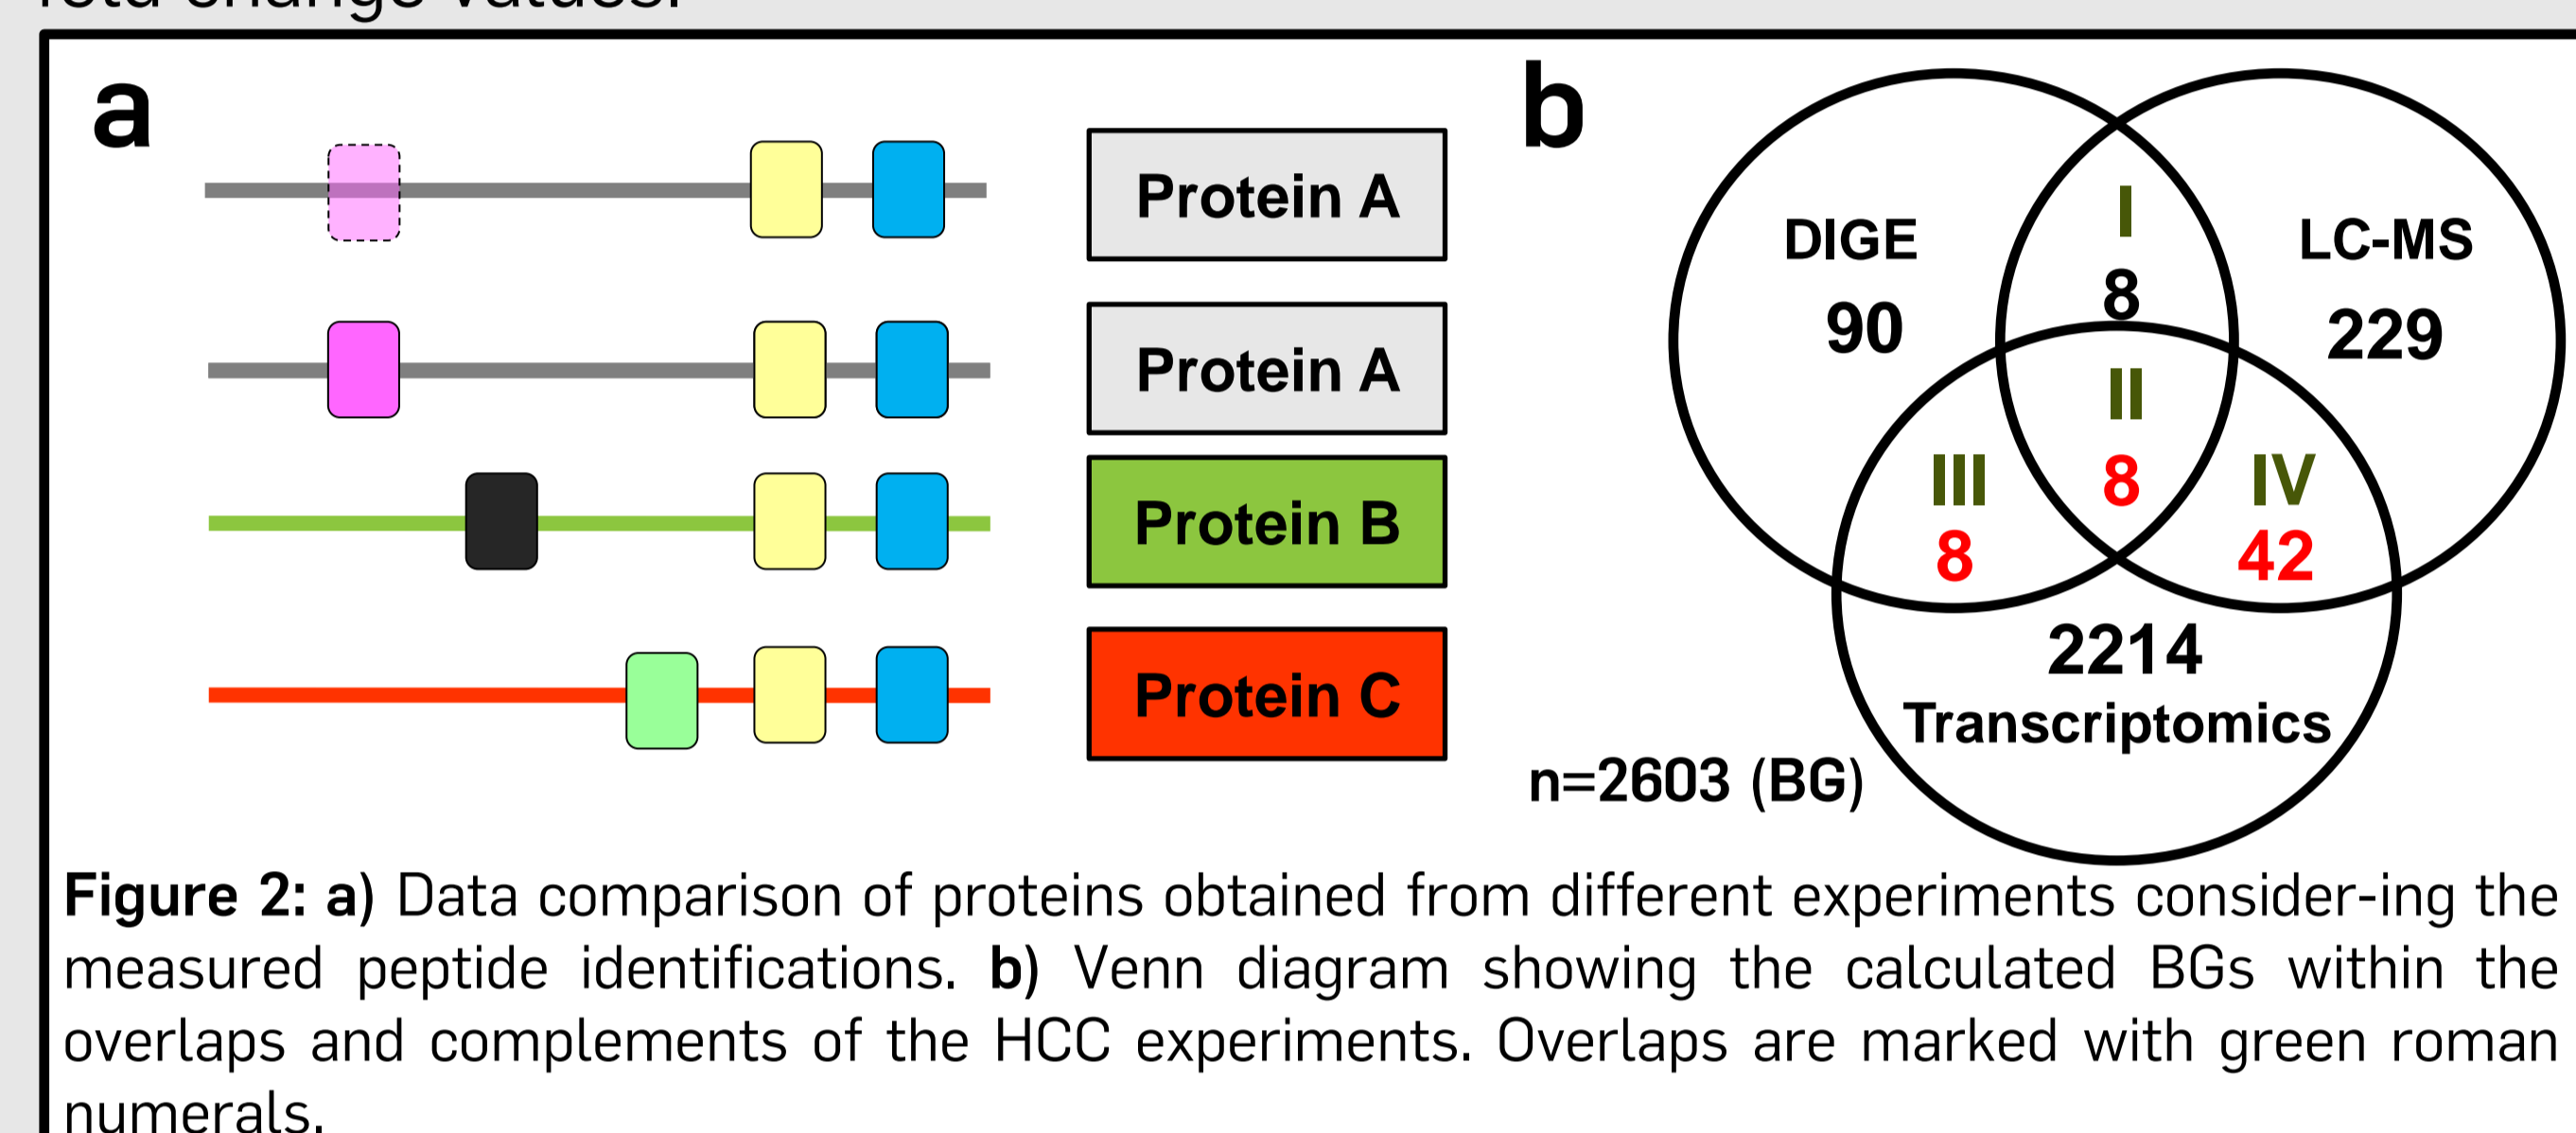 fold change values.
a
Protein A
Protein A
Protein B
Protein C
b
DIGE
90
LC-MS
229
I
8
II
8
III
8
IV
42
2214
Transcriptomics
n=2603 (BG)
Figure 2: a) Data comparison of proteins obtained from different experiments consider-ing the
measured peptide identifications. b) Venn diagram showing the calculated BGs within the
overlaps and complements of the HCC experiments. Overlaps are marked with green roman
numerals.